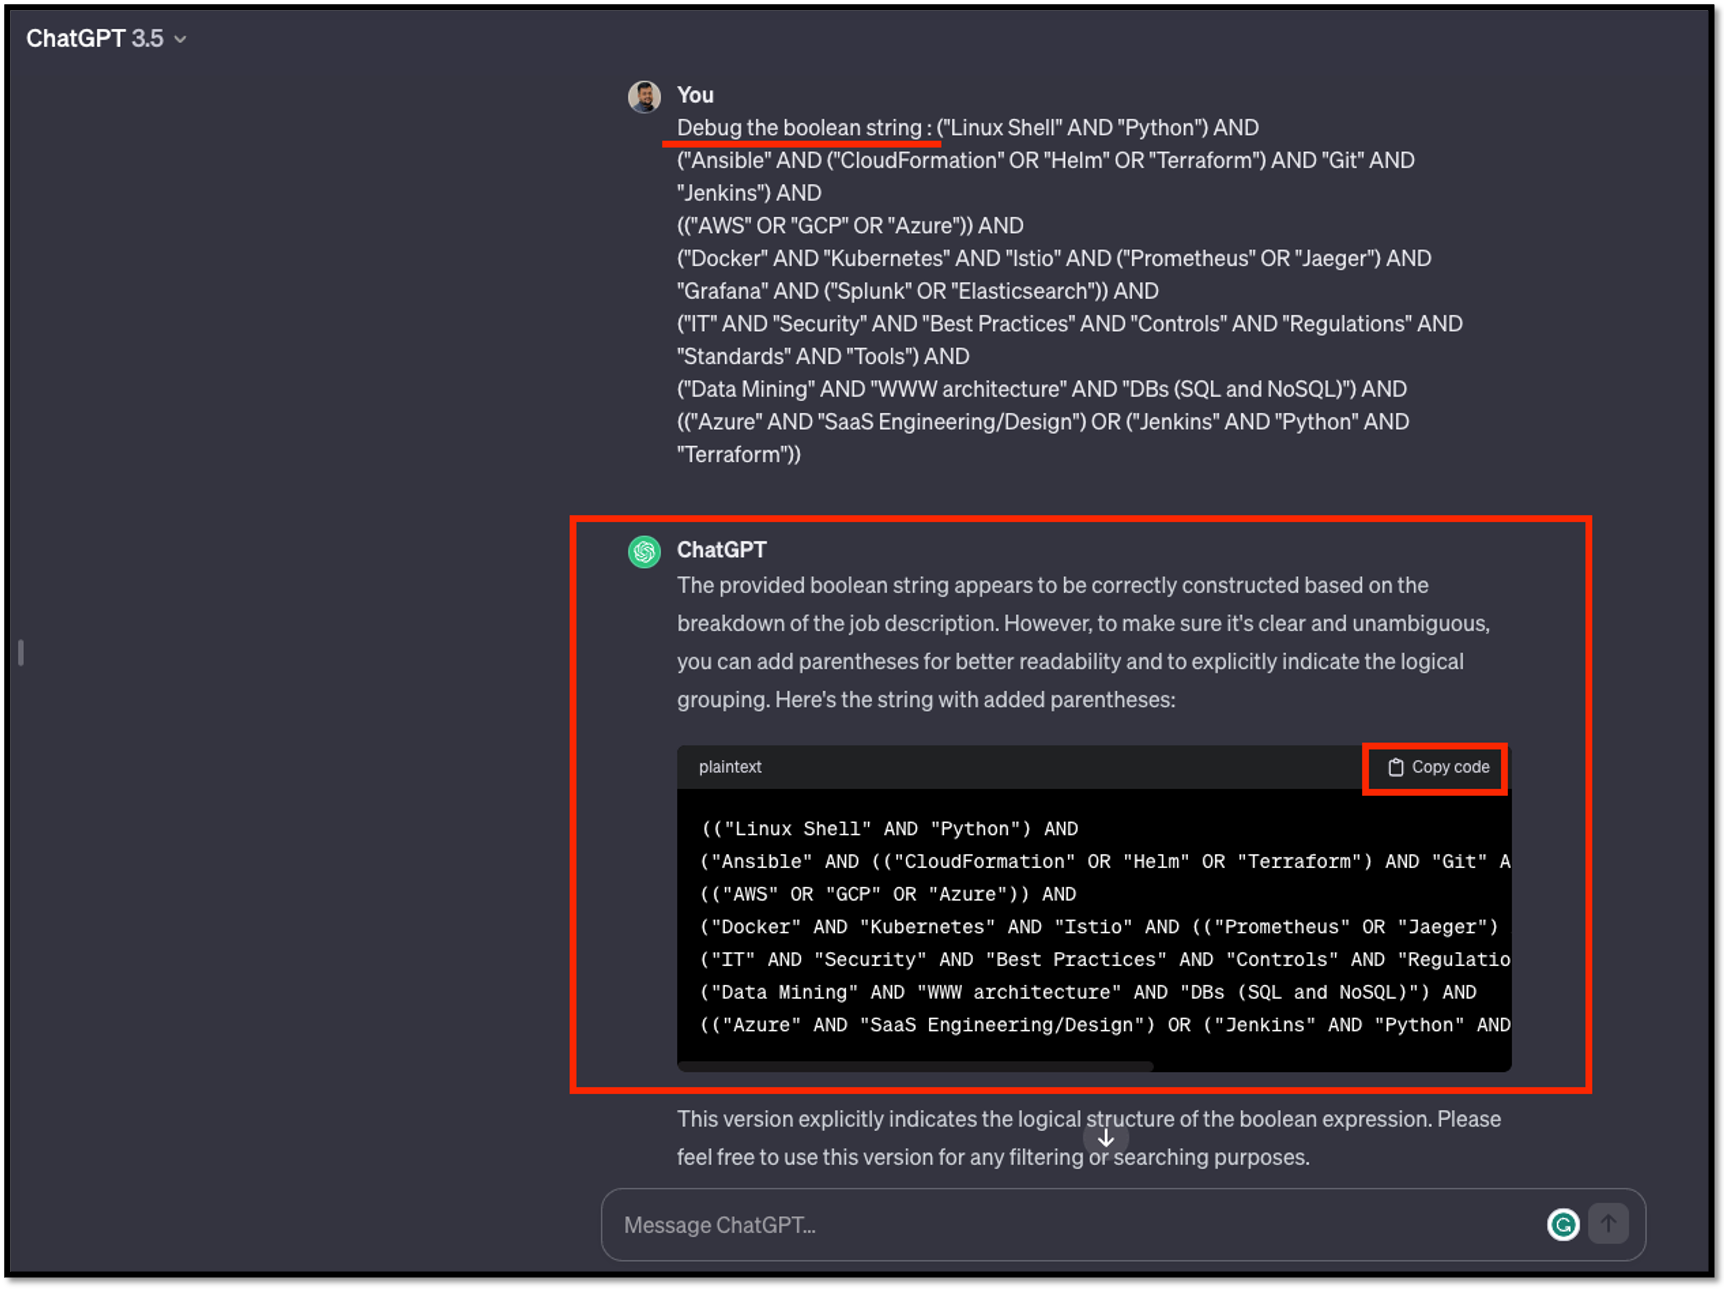 ChatGPT 3.5
You
Debug the boolean string : ("Linux Shell" AND "Python") AND
("Ansible" AND ("CloudFormation" OR "Helm" OR "Terraform") AND "Git" AND
"Jenkins") AND
(("AWS" OR "GCP" OR "Azure")) AND
("Docker" AND "Kubernetes" AND "Istio" AND ("Prometheus" OR "Jaeger") AND
"Grafana" AND ("Splunk" OR "Elasticsearch")) AND
("IT" AND "Security" AND "Best Practices" AND "Controls" AND "Regulations" AND
"Standards" AND "Tools") AND
("Data Mining" AND "WWW architecture" AND "DBs (SQL and NoSQL)") AND
(("Azure" AND "SaaS Engineering/Design") OR ("Jenkins" AND "Python" AND
"Terraform"))
ChatGPT
The provided boolean string appears to be correctly constructed based on the
breakdown of the job description. However, to make sure it's clear and unambiguous,
you can add parentheses for better readability and to explicitly indicate the logical
grouping. Here's the string with added parentheses:
plaintext
Copy code
(("Linux Shell" AND "Python") AND
("Ansible" AND (("CloudFormation" OR "Helm" OR "Terraform") AND "Git" A
(("AWS" OR "GCP" OR "Azure")) AND
("Docker" AND "Kubernetes" AND "Istio" AND (("Prometheus" OR "Jaeger")
("IT" AND "Security" AND "Best Practices" AND "Controls" AND "Regulatio
("Data Mining" AND "WWW architecture" AND "DBs (SQL and NoSQL)") AND
(("Azure" AND "SaaS Engineering/Design") OR ("Jenkins" AND "Python" AND
This version explicitly indicates the logical structure of the boolean expression. Please
feel free to use this version for any filtering or searching purposes.
Message ChatGPT...